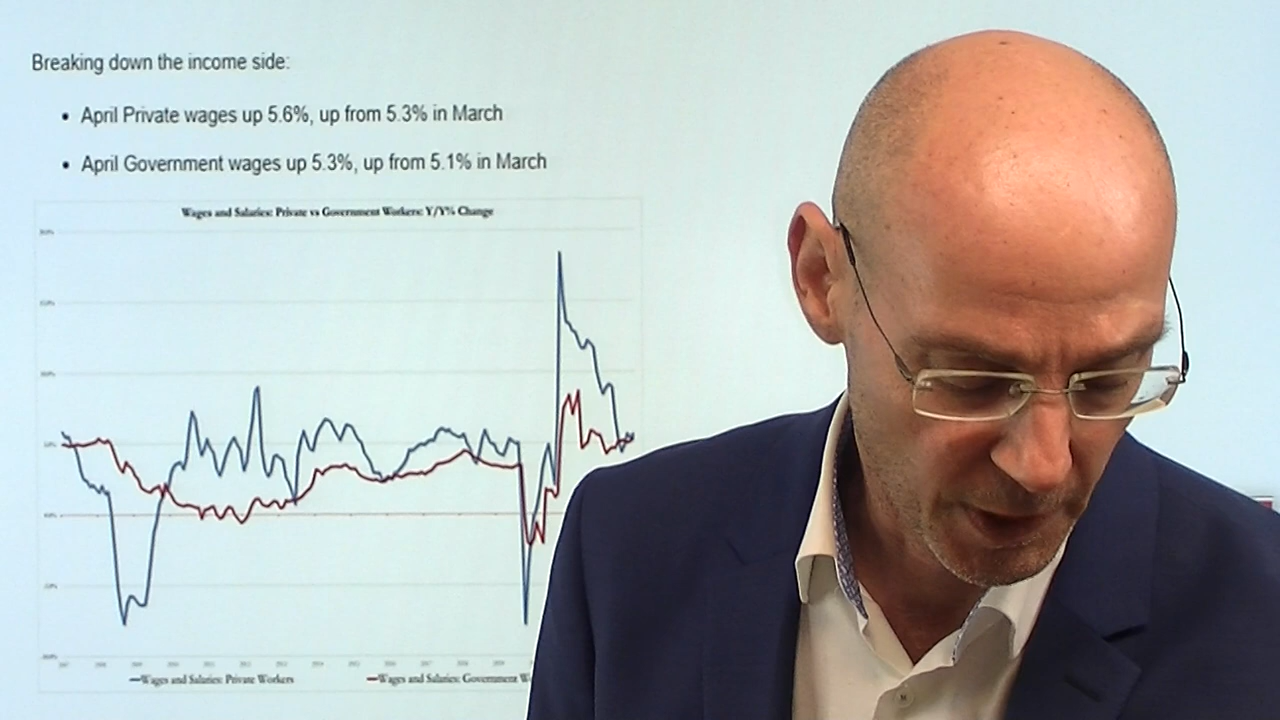 Breaking down the income side:
• April Private wages up 5.6%, up from 5.3% in March
• April Government wages up 5.3%, up from 5.1% in March
Wages and Salaries: Private vs Government Workers: Y/Y% Change
Wages and Salaries: Private Workers
Wages and Salaries: Government